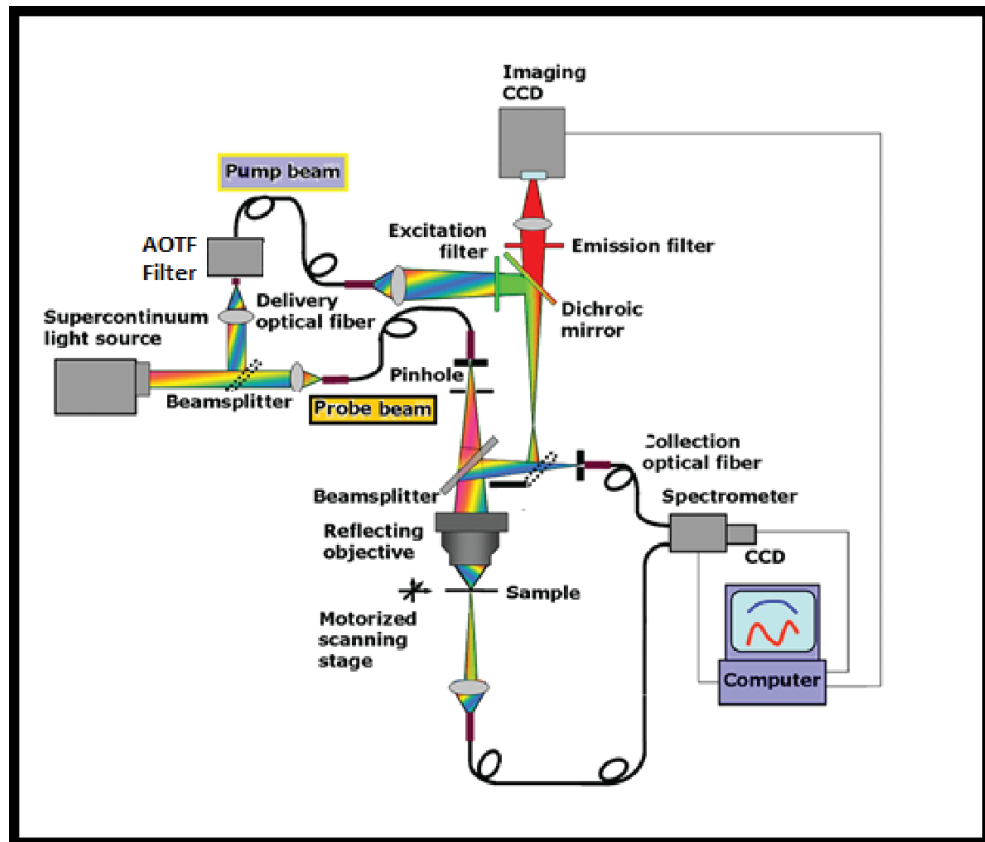 Imaging
CCD
Pump beam
Excitation
filter
Emission filter
AOTF
Filter
Delivery
optical fiber
Dichroic
mirror
Supercontinuum
light source
Pinhole
Beamsplitter
Probe beam
Collection
optical fiber
Beamsplitter
Spectrometer
Reflecting
objective
CCD
Sample
Motorized
scanning
stage
Computer